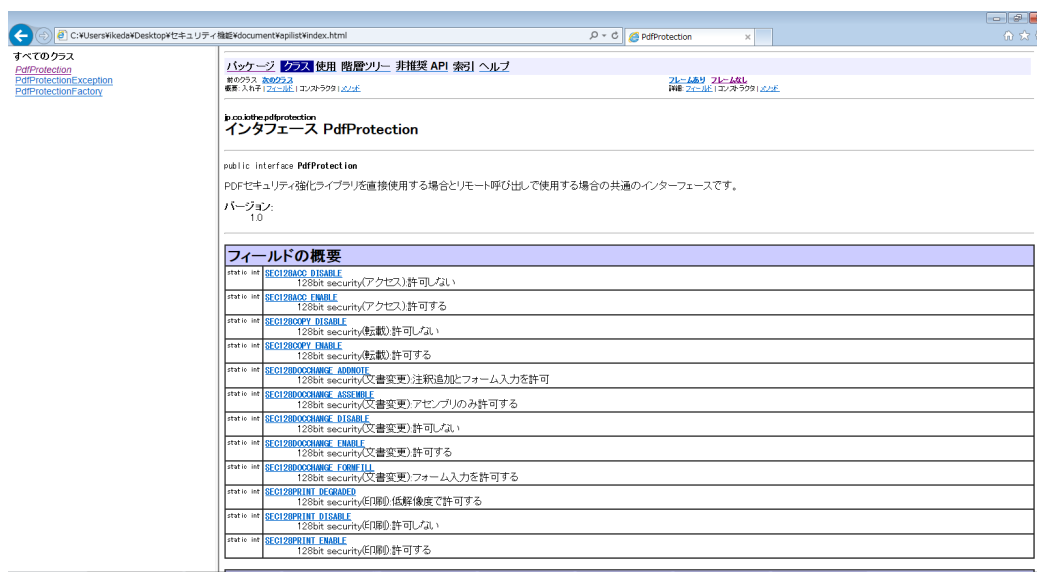 C:¥Users¥ikeda¥Desktop¥セキュリティ機能¥document¥apilist¥index.html
PdfProtection
すべてのクラス
PdfProtection
PdfProtectionException
PdfProtectionFactory
パッケージ クラス 使用 階層ツリー 非推奨 API 索引 ヘルプ
前のクラス 次のクラス
フレームあり フレームなし
概要: 入れ子 | フィールド | コンストラクタ | メソッド
詳細: フィールド | コンストラクタ | メソッド
jp.co.iothe.pdfprotection
インタフェース PdfProtection
public interface PdfProtection
PDFセキュリティ強化ライブラリを直接使用する場合とリモート呼び出しで使用する場合の共通のインターフェースです。
バージョン:
1.0
フィールドの概要
static int SEC128ACC_DISABLE
128bit security(アクセス):許可しない
static int SEC128ACC_ENABLE
128bit security(アクセス):許可する
static int SEC128COPY_DISABLE
128bit security(転載):許可しない
static int SEC128COPY_ENABLE
128bit security(転載):許可する
static int SEC128DOCCHANGE_ADDNOTE
128bit security(文書変更):注釈追加とフォーム入力を許可
static int SEC128DOCCHANGE_ASSEMBLE
128bit security(文書変更):アセンブリのみ許可する
static int SEC128DOCCHANGE_DISABLE
128bit security(文書変更):許可しない
static int SEC128DOCCHANGE_ENABLE
128bit security(文書変更):許可する
static int SEC128DOCCHANGE_FORMFILL
128bit security(文書変更):フォーム入力を許可する
static int SEC128PRINT_DEGRADED
128bit security(印刷):低解像度で許可する
static int SEC128PRINT_DISABLE
128bit security(印刷):許可しない
static int SEC128PRINT_ENABLE
128bit security(印刷):許可する